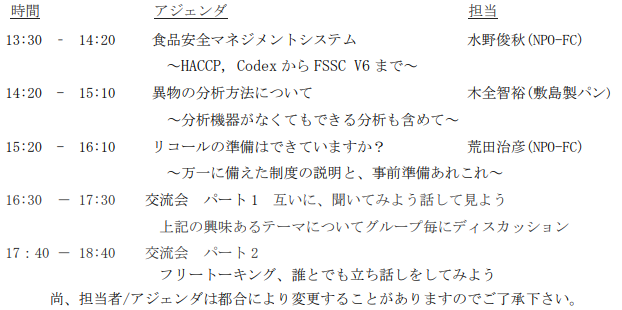 時間 アジェンダ 担当
13:30 - 14:20 食品安全マネジメントシステム 水野俊秋(NPO-FC)
～HACCP, Codex から FSSC V6 まで～
14:20 – 15:10 異物の分析方法について 木全智裕(敷島製パン)
～分析機器がなくてもできる分析も含めて～
15:20 – 16:10 リコールの準備はできていますか? 荒田治彦(NPO-FC)
～万一に備えた制度の説明と、事前準備あれこれ～
16:30 － 17:30 交流会 パート1 互いに、聞いてみよう話して見よう
上記の興味あるテーマについてグループ毎にディスカッション
17：40 － 18:40 交流会 パート2
フリートーキング、誰とでも立ち話しをしてみよう
尚、担当者/アジェンダは都合により変更することがありますのでご了承下さい。